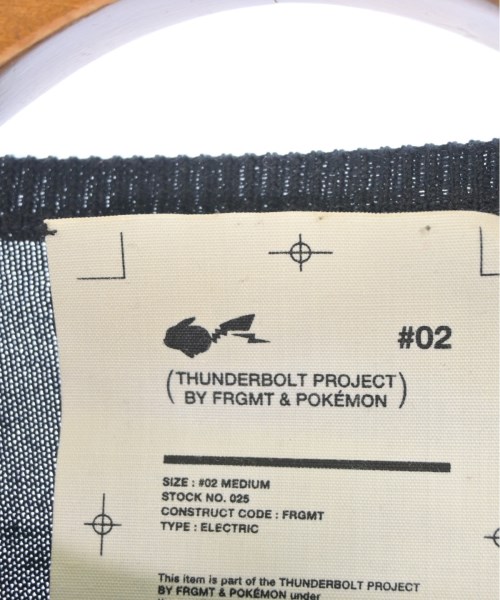 #02
(THUNDERBOLT PROJECT
BY FRGMT & POKÉMON)
SIZE : #02 MEDIUM
STOCK NO. 025
CONSTRUCT CODE : FRGMT
TYPE : ELECTRIC
This item is part of the THUNDERBOLT PROJECT
BY FRGMT & POKÉMON under